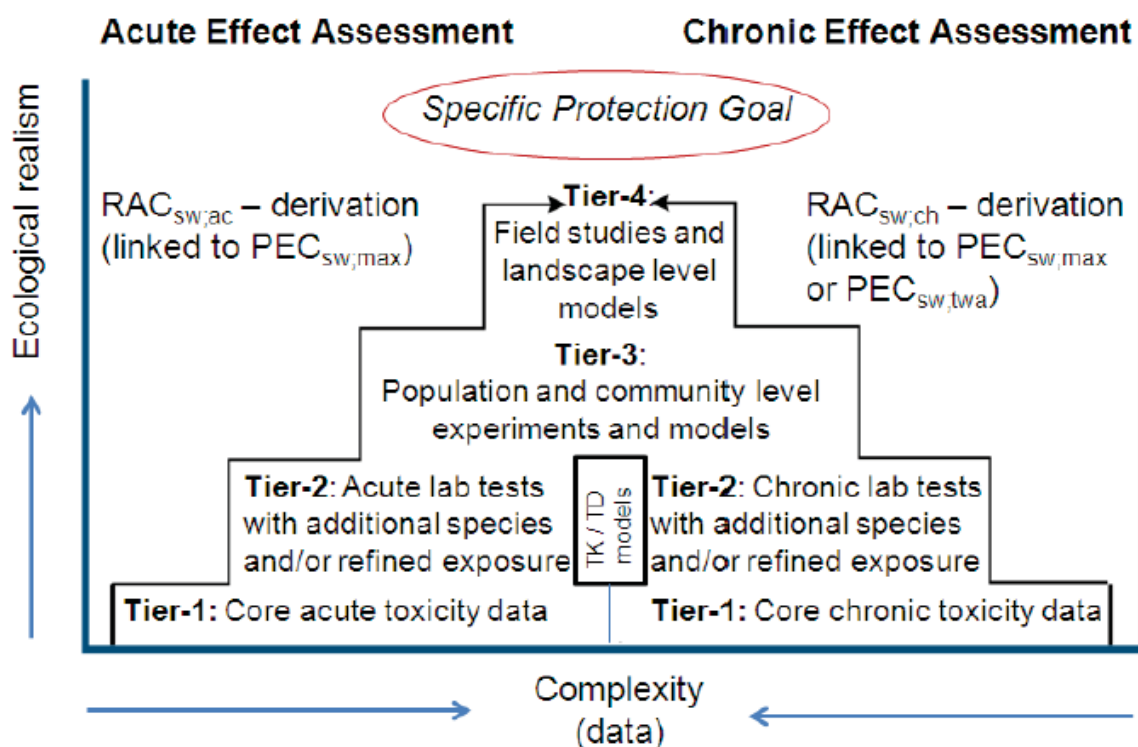 Acute Effect Assessment
Chronic Effect Assessment
Specific Protection Goal
Ecological realism
RACsw;ac – derivation
(linked to PECsw;max)
RACsw;ch – derivation
(linked to PECsw;max
or PECsw;twa)
Tier-4:
Field studies and
landscape level
models
Tier-3:
Population and community level
experiments and models
Tier-2: Acute lab tests
with additional species
and/or refined exposure
TK / TD
models
Tier-2: Chronic lab tests
with additional species
and/or refined exposure
Tier-1: Core acute toxicity data
Tier-1: Core chronic toxicity data
Complexity
(data)